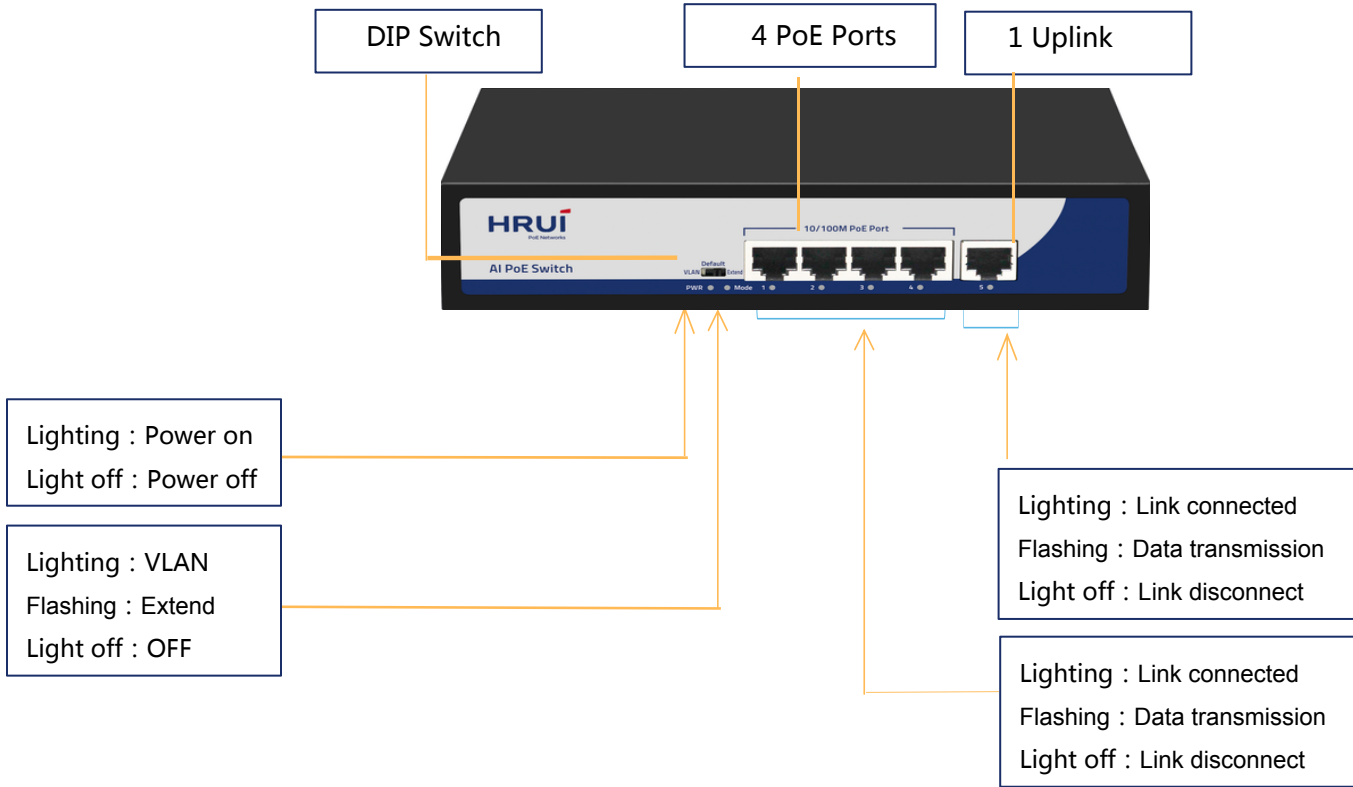 DIP Switch
4 PoE Ports
1 Uplink
HRUI
PoE Networks
10/100M PoE Port
AI PoE Switch
Default
VLAN Extend
PWR Mode 1 2 3 4 5
Lighting：Power on
Light off：Power off
Lighting：VLAN
Flashing：Extend
Light off：OFF
Lighting：Link connected
Flashing：Data transmission
Light off：Link disconnect
Lighting：Link connected
Flashing：Data transmission
Light off：Link disconnect